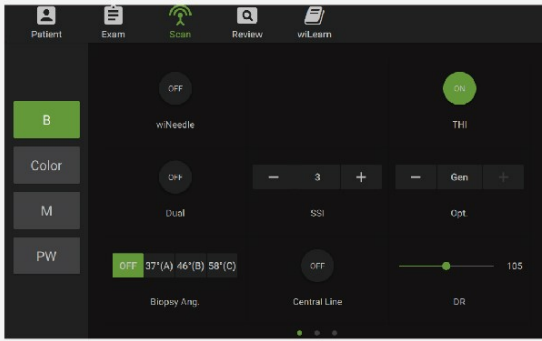 Patient Exam Scan Review wiLearn
B
Color
M
PW
OFF
wiNeedle
ON
THI
OFF
Dual
− 3 +
SSI
− Gen +
Opt.
OFF 37°(A) 46°(B) 58°(C)
Biopsy Ang.
OFF
Central Line
105
DR